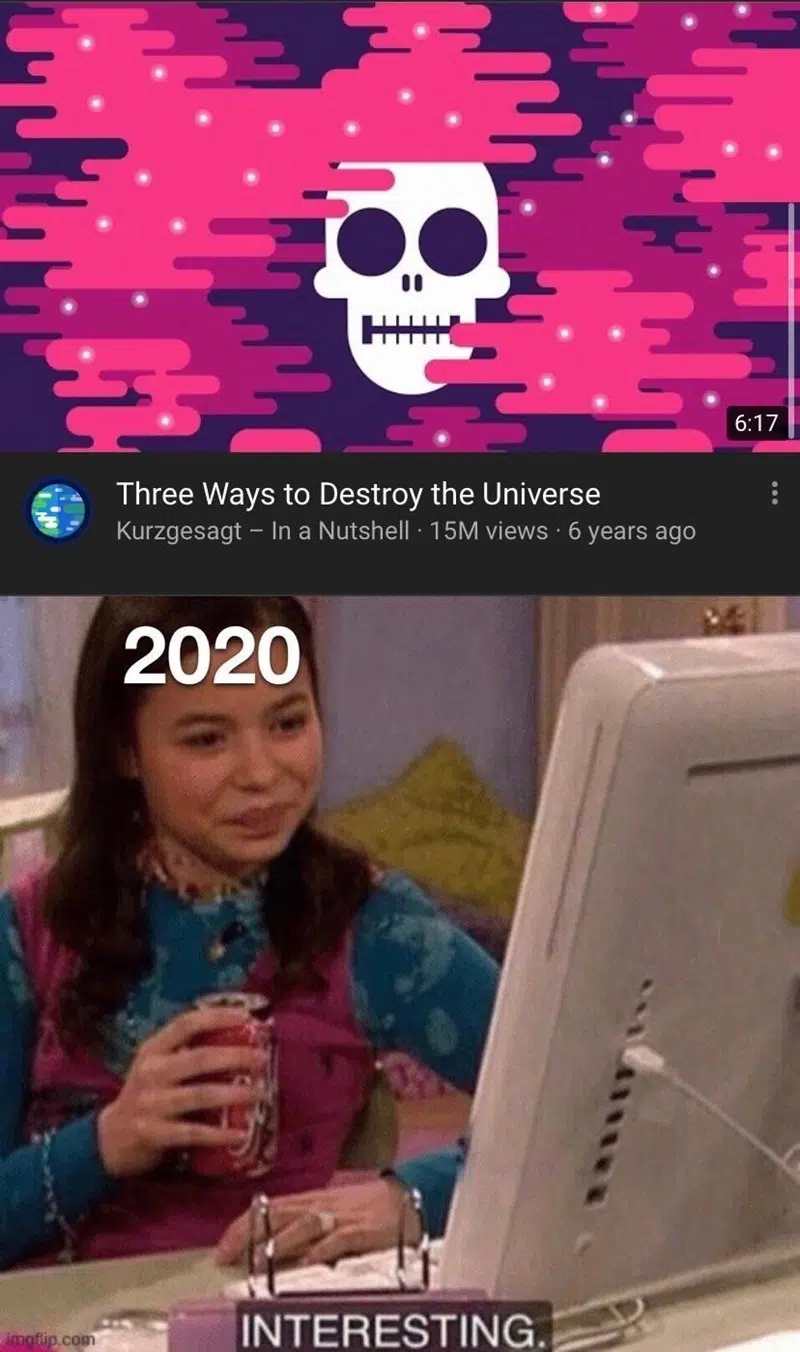 6:17
Three Ways to Destroy the Universe
Kurzgesagt – In a Nutshell · 15M views · 6 years ago
2020
INTERESTING.
imgflip.com